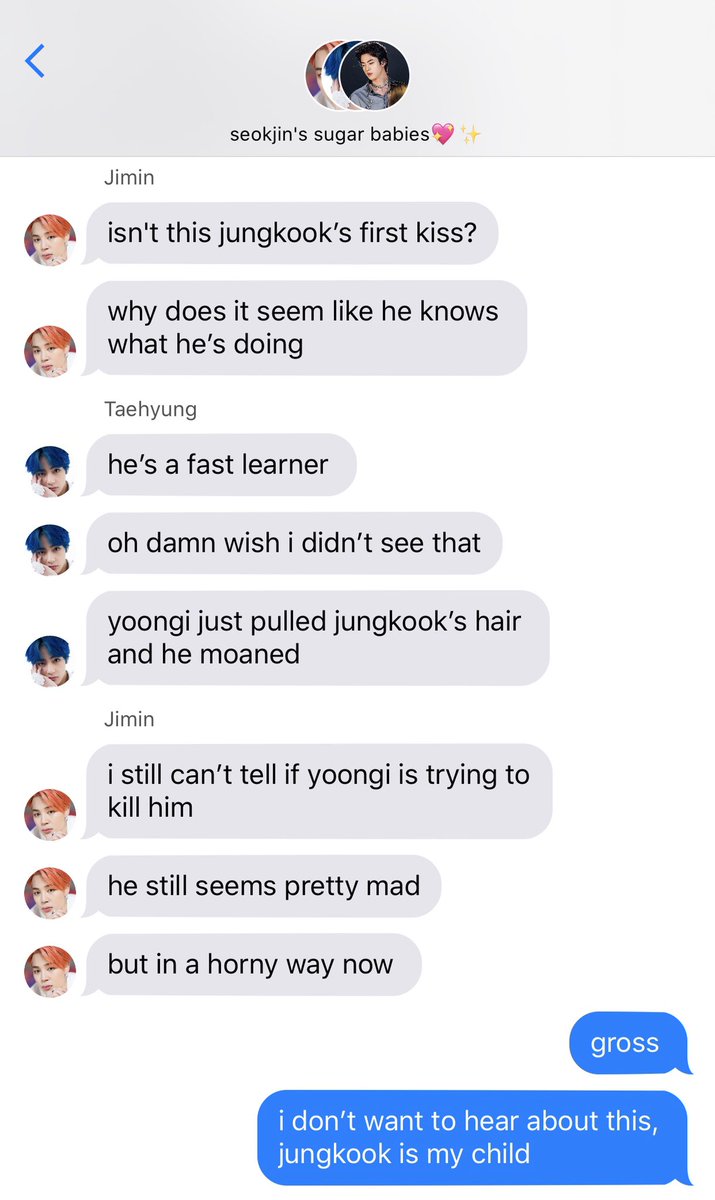 seokjin's sugar babies💖✨
Jimin
isn't this jungkook’s first kiss?
why does it seem like he knows
what he’s doing
Taehyung
he’s a fast learner
oh damn wish i didn’t see that
yoongi just pulled jungkook’s hair
and he moaned
Jimin
i still can’t tell if yoongi is trying to
kill him
he still seems pretty mad
but in a horny way now
gross
i don’t want to hear about this,
jungkook is my child